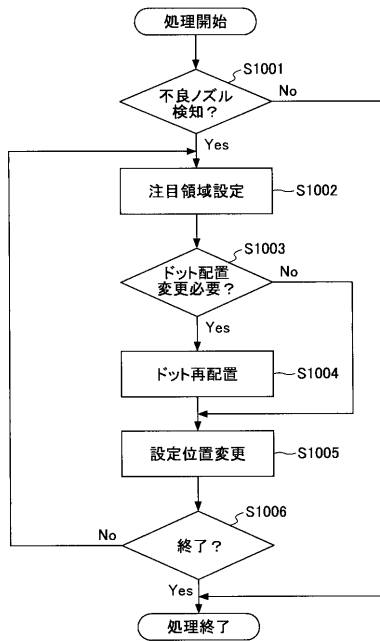 処理開始
S1001
不良ノズル
検知?
No
Yes
注目領域設定
S1002
S1003
ドット配置
変更必要?
No
Yes
ドット再配置
S1004
設定位置変更
S1005
S1006
終了?
No
Yes
処理終了